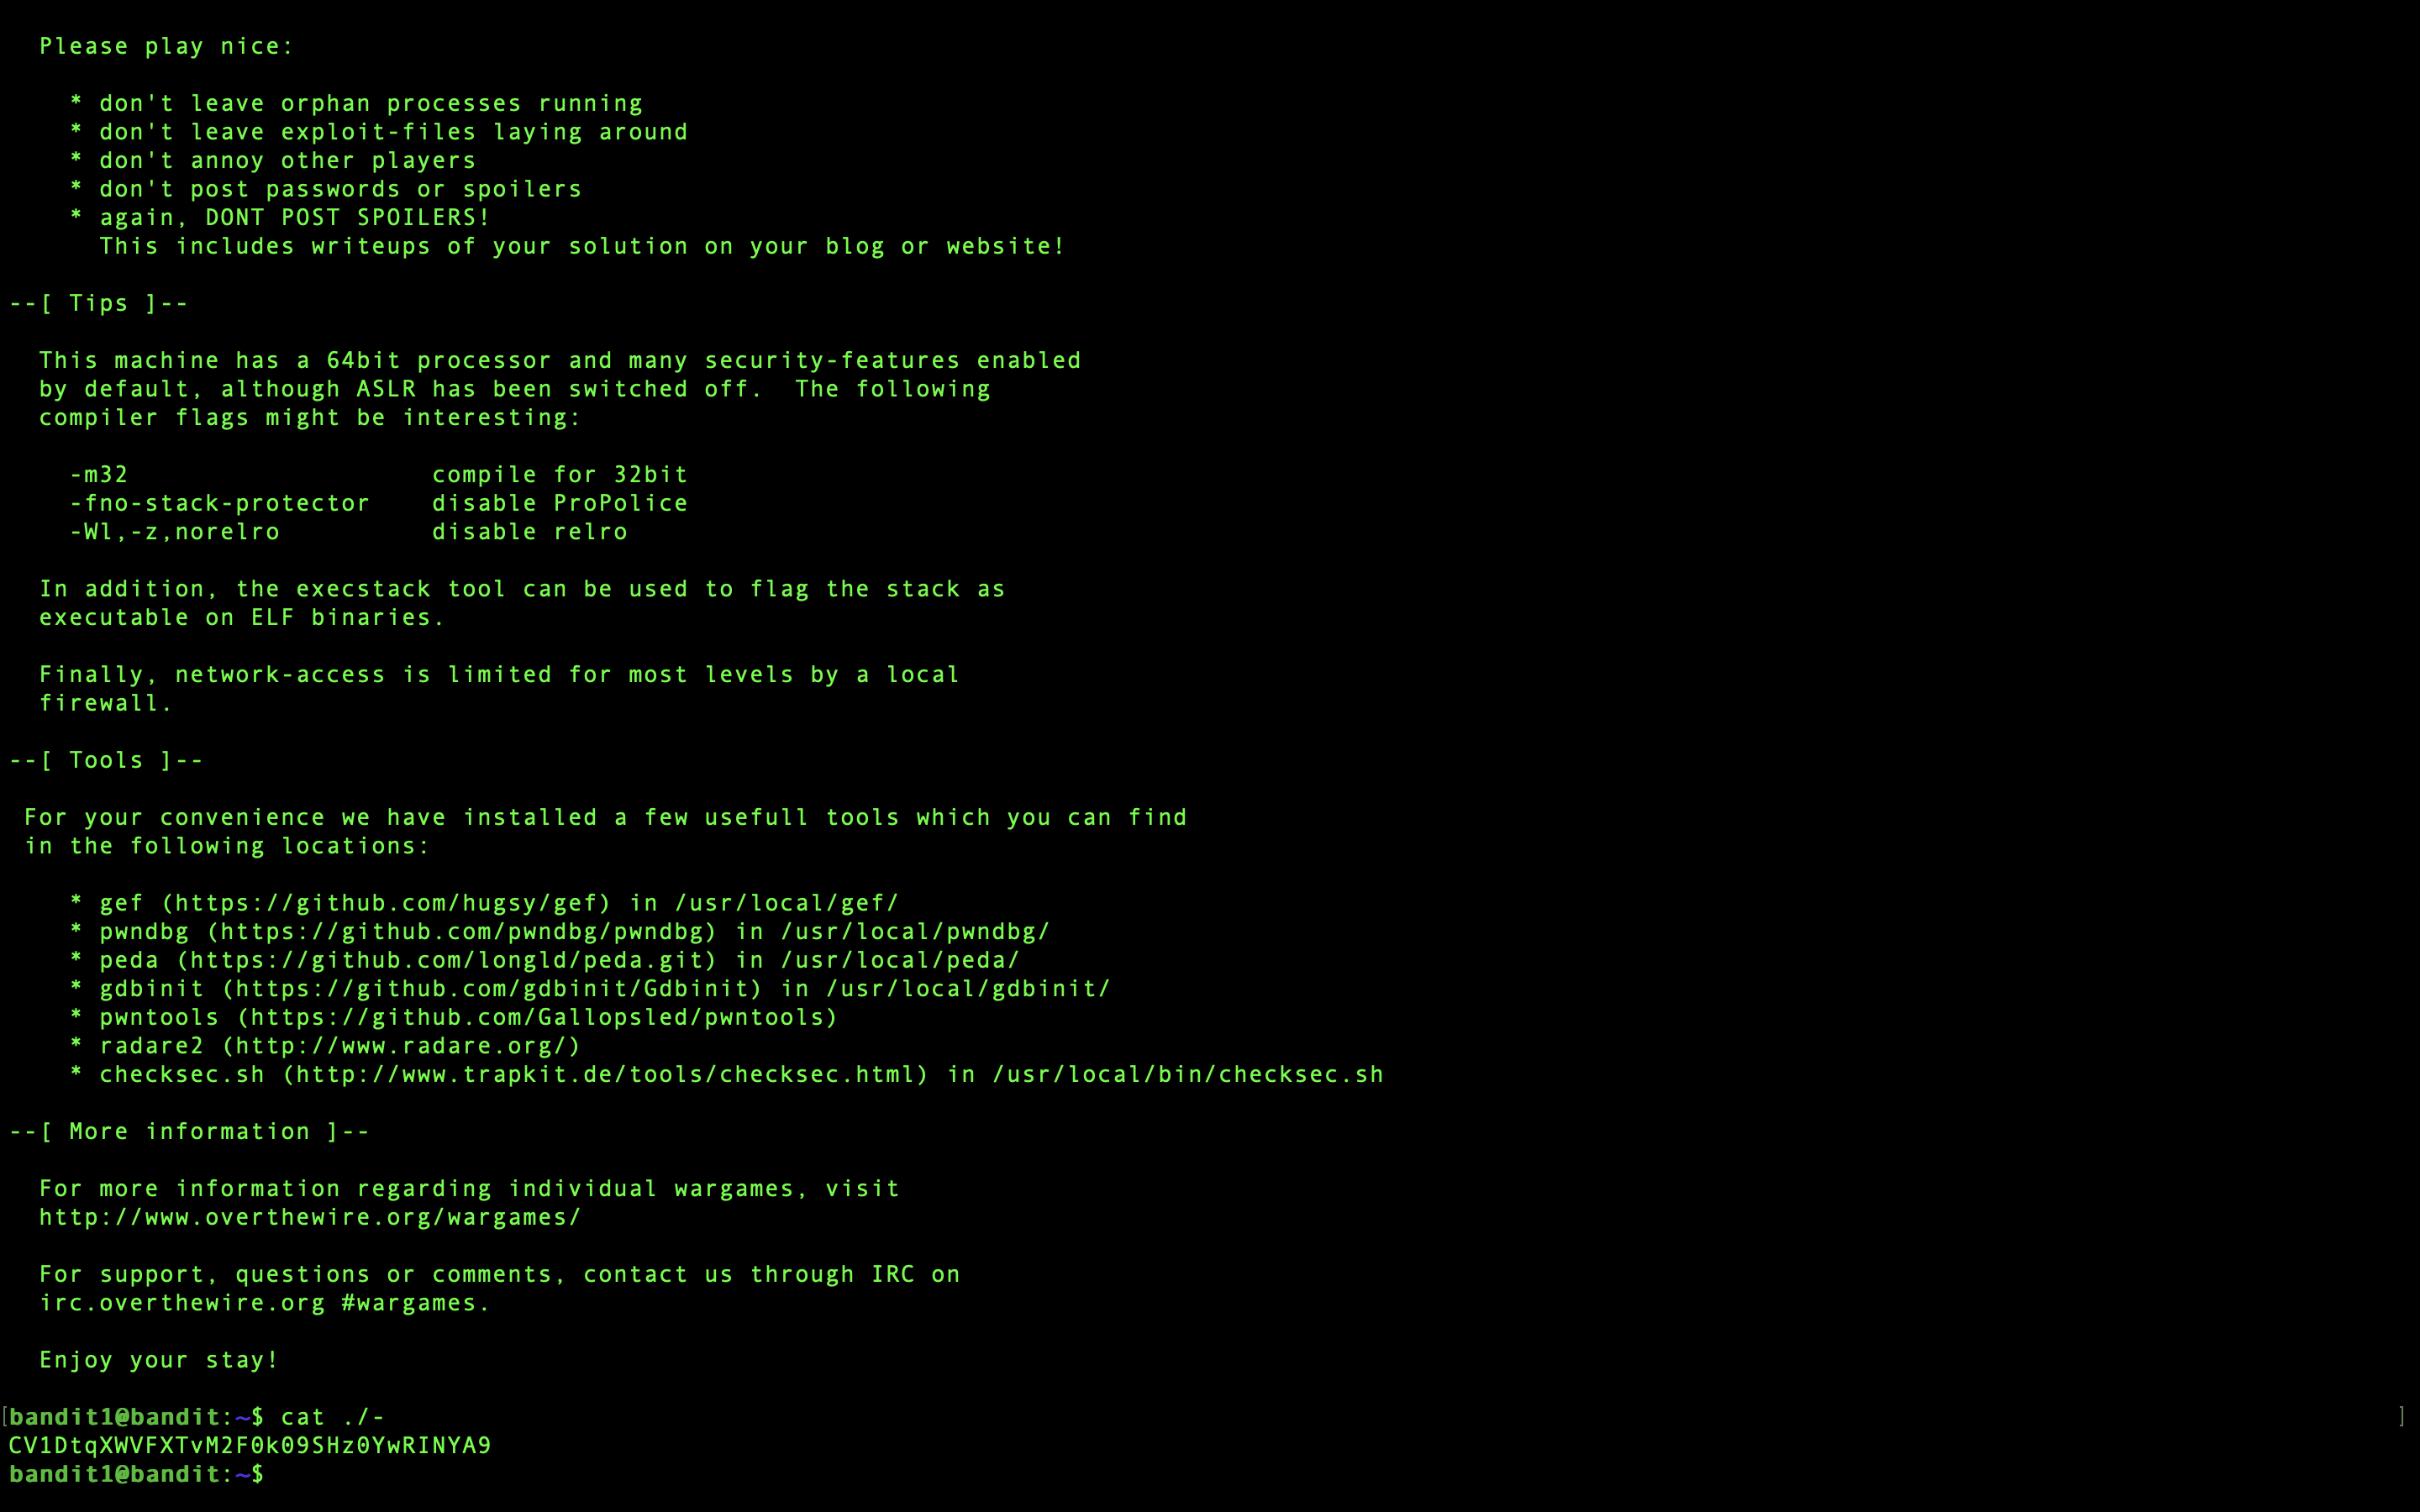 Please play nice:
* don't leave orphan processes running
* don't leave exploit-files laying around
* don't annoy other players
* don't post passwords or spoilers
* again, DONT POST SPOILERS!
This includes writeups of your solution on your blog or website!
--[ Tips ]--
This machine has a 64bit processor and many security-features enabled
by default, although ASLR has been switched off.  The following
compiler flags might be interesting:
-m32                    compile for 32bit
-fno-stack-protector    disable ProPolice
-Wl,-z,norelro          disable relro
In addition, the execstack tool can be used to flag the stack as
executable on ELF binaries.
Finally, network-access is limited for most levels by a local
firewall.
--[ Tools ]--
For your convenience we have installed a few usefull tools which you can find
in the following locations:
* gef (https://github.com/hugsy/gef) in /usr/local/gef/
* pwndbg (https://github.com/pwndbg/pwndbg) in /usr/local/pwndbg/
* peda (https://github.com/longld/peda.git) in /usr/local/peda/
* gdbinit (https://github.com/gdbinit/Gdbinit) in /usr/local/gdbinit/
* pwntools (https://github.com/Gallopsled/pwntools)
* radare2 (http://www.radare.org/)
* checksec.sh (http://www.trapkit.de/tools/checksec.html) in /usr/local/bin/checksec.sh
--[ More information ]--
For more information regarding individual wargames, visit
http://www.overthewire.org/wargames/
For support, questions or comments, contact us through IRC on
irc.overthewire.org #wargames.
Enjoy your stay!
[bandit1@bandit:~$ cat ./- ]
CV1DtqXWVFXTvM2F0k09SHz0YwRINYA9
bandit1@bandit:~$